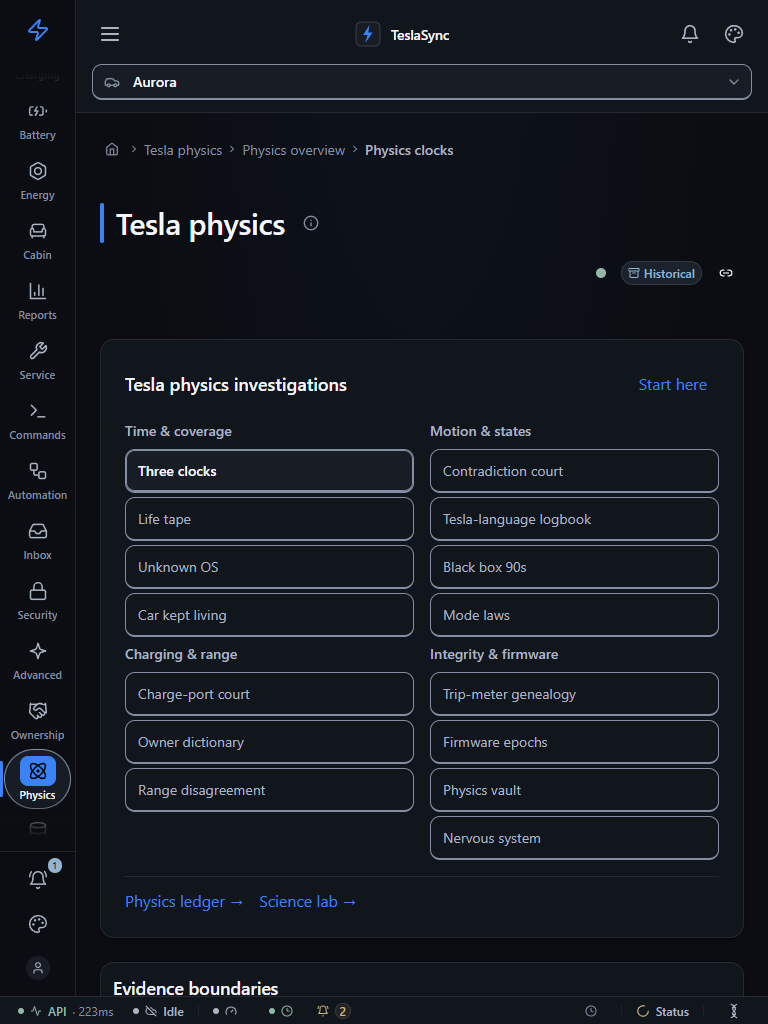 TeslaSync
Aurora
Charging
Battery
Energy
Cabin
Reports
Service
Commands
Automation
Inbox
Security
Advanced
Ownership
Physics
1
Tesla physics > Physics overview > Physics clocks
Tesla physics
Historical
Tesla physics investigations
Start here
Time & coverage
Three clocks
Life tape
Unknown OS
Car kept living
Motion & states
Contradiction court
Tesla-language logbook
Black box 90s
Mode laws
Charging & range
Charge-port court
Owner dictionary
Range disagreement
Integrity & firmware
Trip-meter genealogy
Firmware epochs
Physics vault
Nervous system
Physics ledger →
Science lab →
Evidence boundaries
API · 223ms
Idle
2
Status